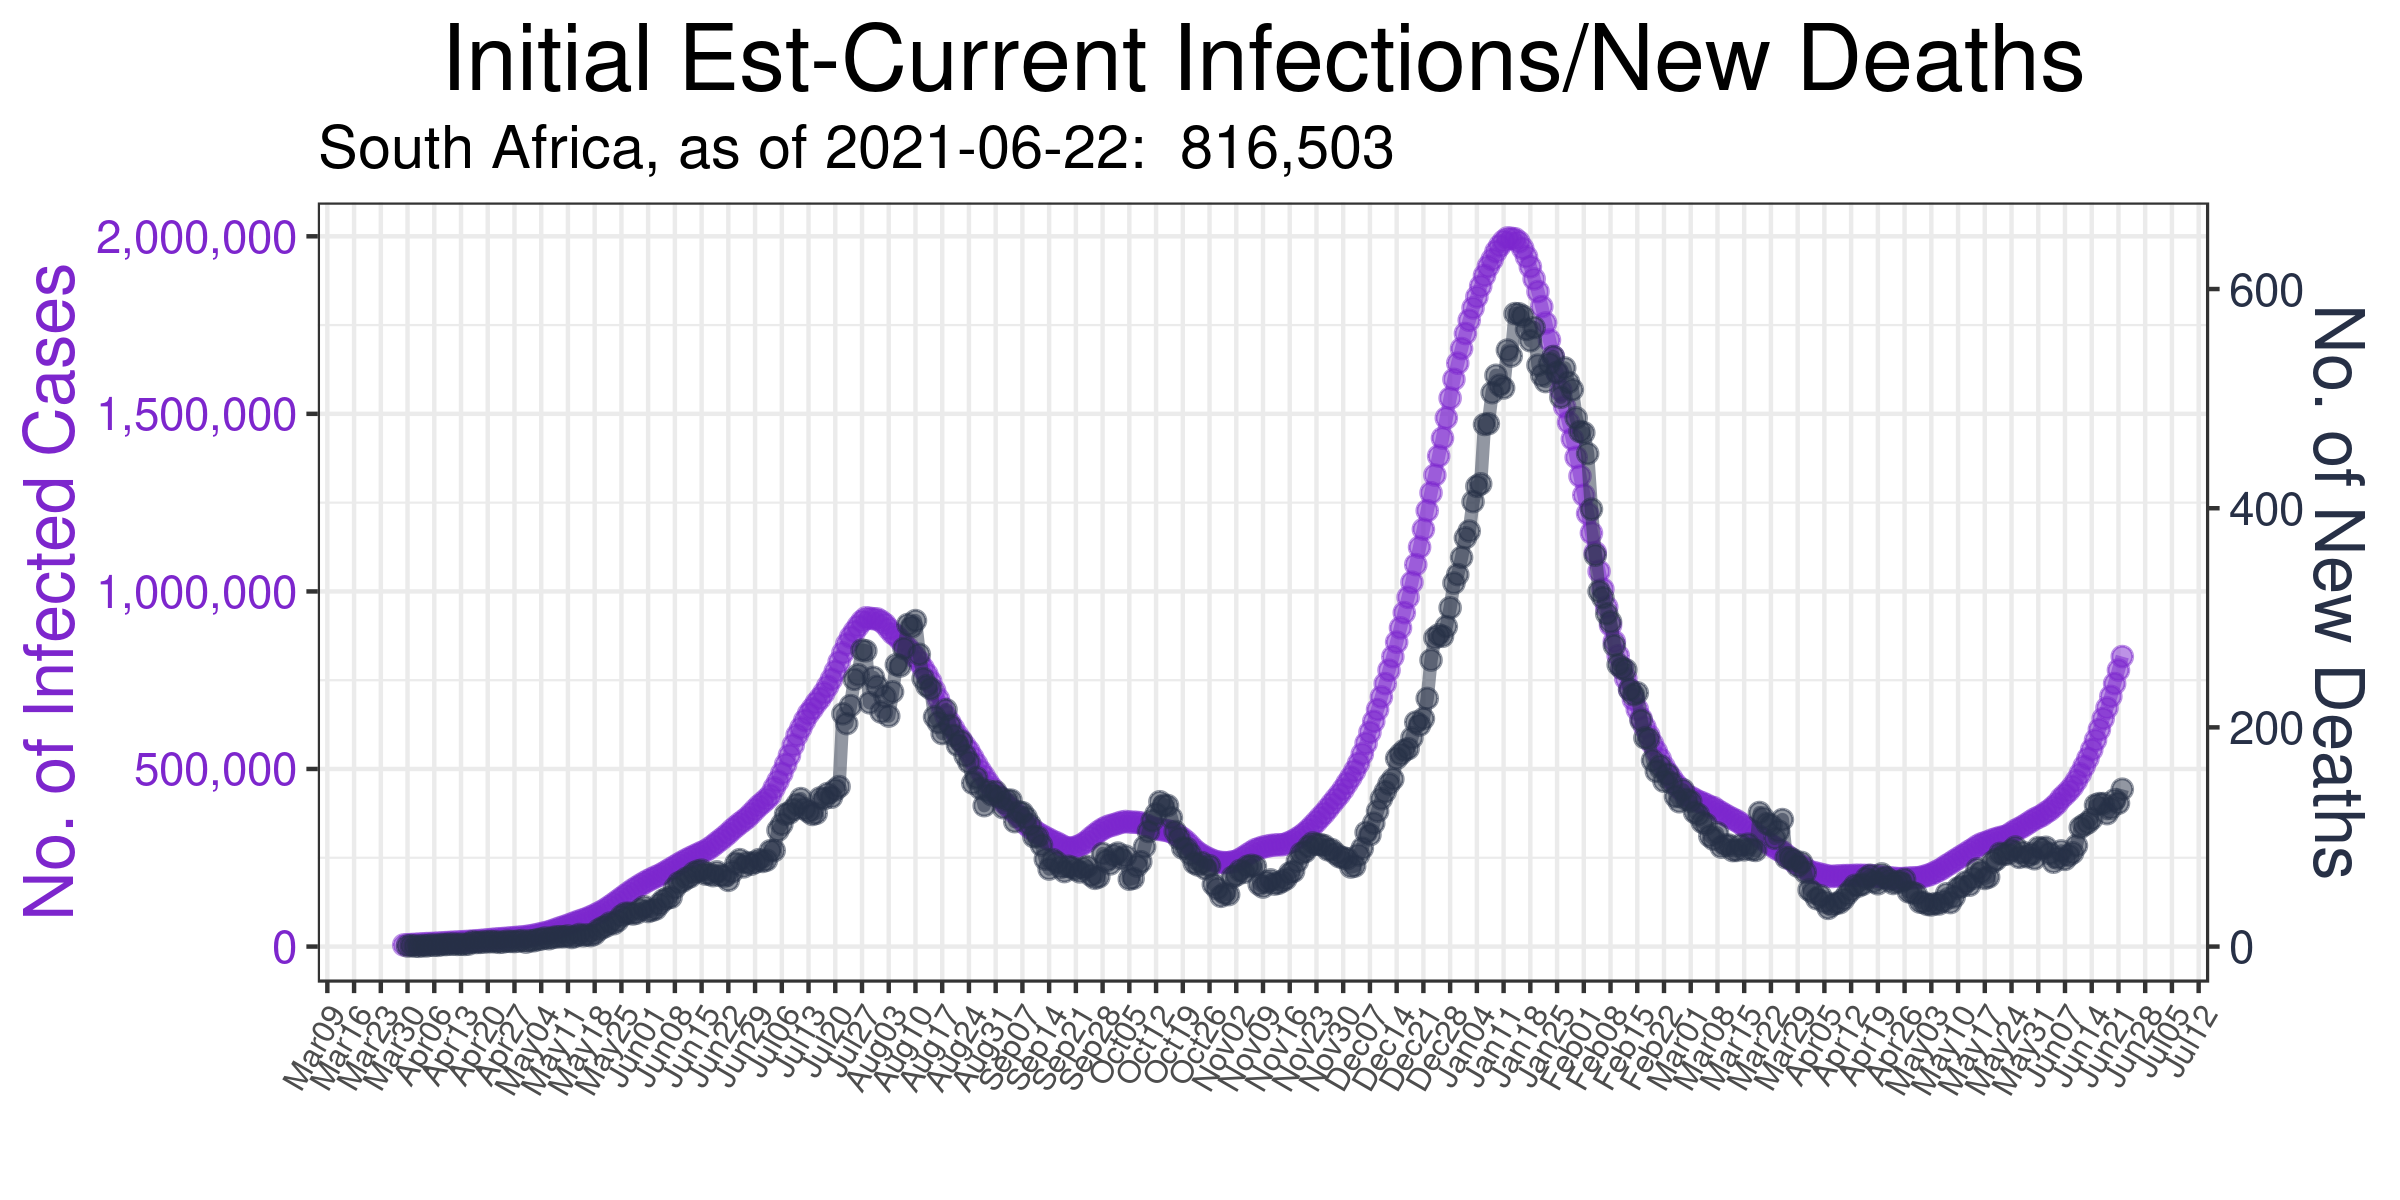 Initial Est-Current Infections/New Deaths
South Africa, as of 2021-06-22: 816,503
No. of Infected Cases
2,000,000
1,500,000
1,000,000
500,000
0
600
400
200
0
No. of New Deaths
Mar09
Mar16
Mar23
Mar30
Apr06
Apr13
Apr20
Apr27
May04
May11
May18
May25
Jun01
Jun08
Jun15
Jun22
Jun29
Jul06
Jul13
Jul20
Jul27
Aug03
Aug10
Aug17
Aug24
Aug31
Sep07
Sep14
Sep21
Sep28
Oct05
Oct12
Oct19
Oct26
Nov02
Nov09
Nov16
Nov23
Nov30
Dec07
Dec14
Dec21
Dec28
Jan04
Jan11
Jan18
Jan25
Feb01
Feb08
Feb15
Feb22
Mar01
Mar08
Mar15
Mar22
Mar29
Apr05
Apr12
Apr19
Apr26
May03
May10
May17
May24
May31
Jun07
Jun14
Jun21
Jun28
Jul05
Jul12